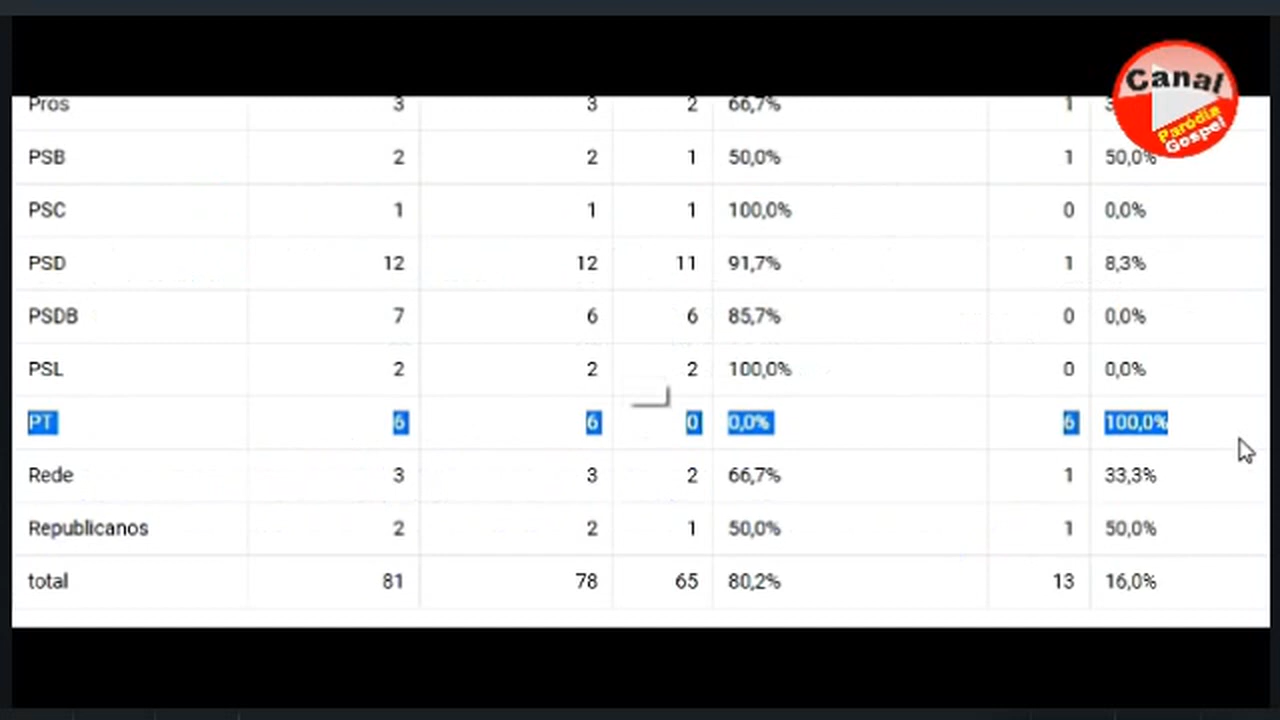 Canal
Paródia
Gospel
Pros 3 3 2 66,7% 1
PSB 2 2 1 50,0% 1 50,0%
PSC 1 1 1 100,0% 0 0,0%
PSD 12 12 11 91,7% 1 8,3%
PSDB 7 6 6 85,7% 0 0,0%
PSL 2 2 2 100,0% 0 0,0%
PT 6 6 0 0,0% 6 100,0%
Rede 3 3 2 66,7% 1 33,3%
Republicanos 2 2 1 50,0% 1 50,0%
total 81 78 65 80,2% 13 16,0%